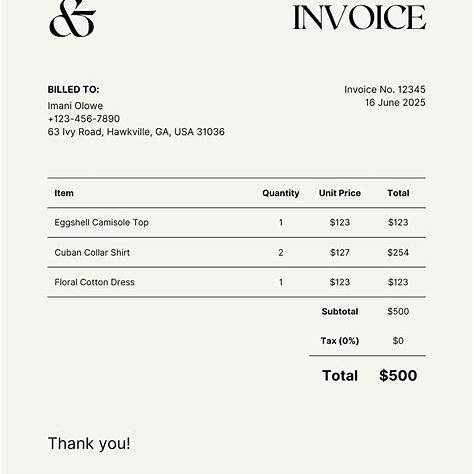 & INVOICE
BILLED TO:
Imani Olowe
+123-456-7890
63 Ivy Road, Hawkville, GA, USA 31036
Invoice No. 12345
16 June 2025
Item Quantity Unit Price Total
Eggshell Camisole Top 1 $123 $123
Cuban Collar Shirt 2 $127 $254
Floral Cotton Dress 1 $123 $123
Subtotal $500
Tax (0%) $0
Total $500
Thank you!